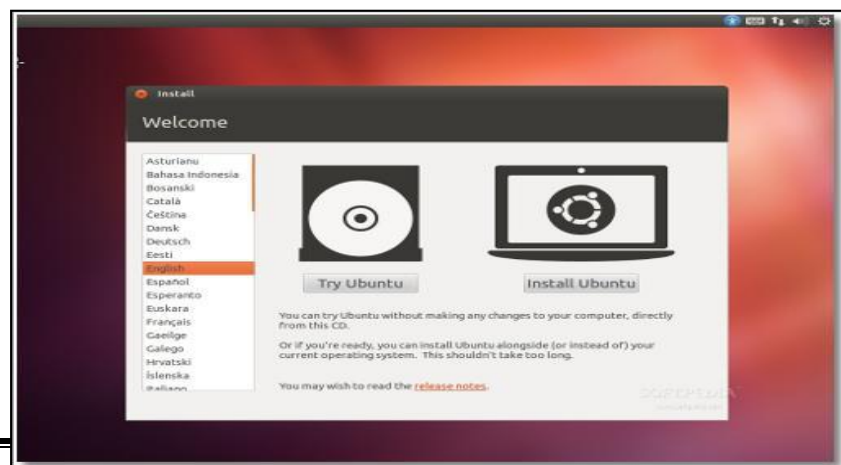 Install
Welcome
Asturianu
Bahasa Indonesia
Bosanski
Català
Čeština
Dansk
Deutsch
Eesti
English
Español
Esperanto
Euskara
Français
Gaeilge
Galego
Hrvatski
Íslenska
Italiano
Try Ubuntu
Install Ubuntu
You can try Ubuntu without making any changes to your computer, directly
from this CD.
Or if you're ready, you can install Ubuntu alongside (or instead of) your
current operating system. This shouldn't take too long.
You may wish to read the release notes.
SOFTPEDIA